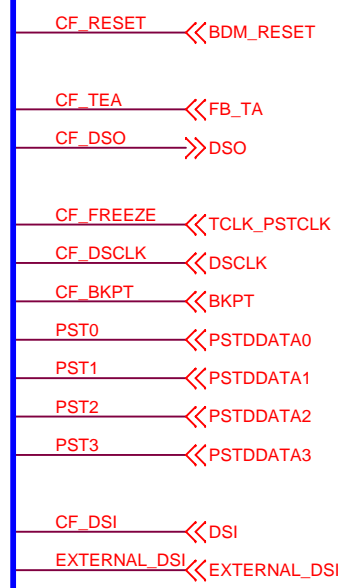 CF_RESET BDM_RESET
CF_TEA FB_TA
CF_DSO DSO
CF_FREEZE TCLK_PSTCLK
CF_DSCLK DSCLK
CF_BKPT BKPT
PST0 PSTDDATA0
PST1 PSTDDATA1
PST2 PSTDDATA2
PST3 PSTDDATA3
CF_DSI DSI
EXTERNAL_DSI EXTERNAL_DSI